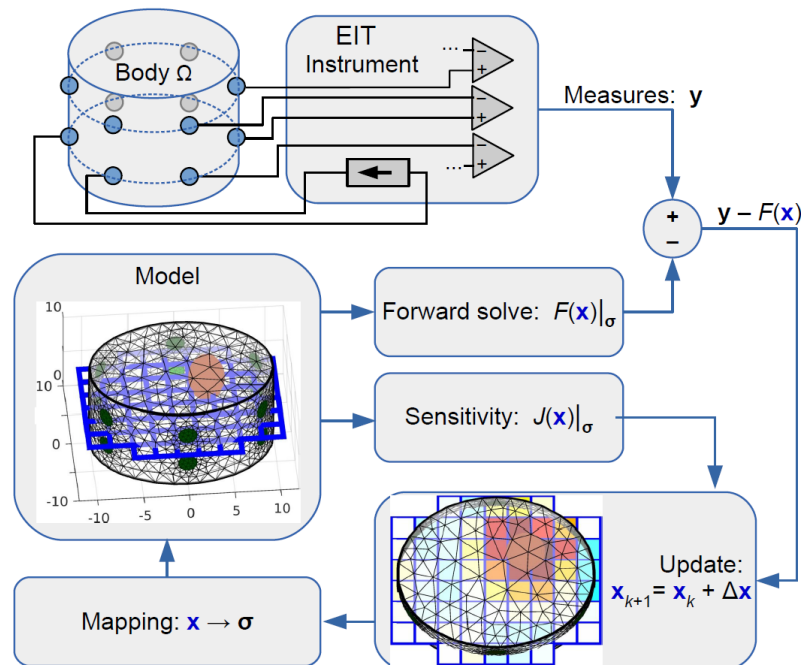 Body Ω
EIT
Instrument
...
−
+
−
+
−
...
+
Measures: y
+
−
y – F(x)
Model
10
0
10
0
-10
-10
-5
0
5
10
Forward solve: F(x)|σ
Sensitivity: J(x)|σ
Update:
xk+1 = xk + Δx
Mapping: x → σ